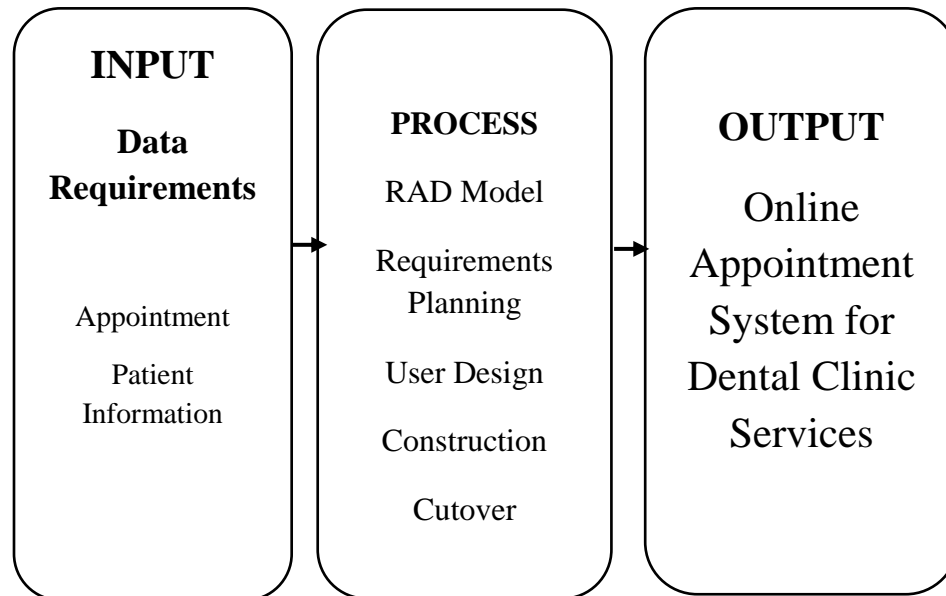 INPUT
Data
Requirements
Appointment
Patient
Information
PROCESS
RAD Model
Requirements
Planning
User Design
Construction
Cutover
OUTPUT
Online
Appointment
System for
Dental Clinic
Services